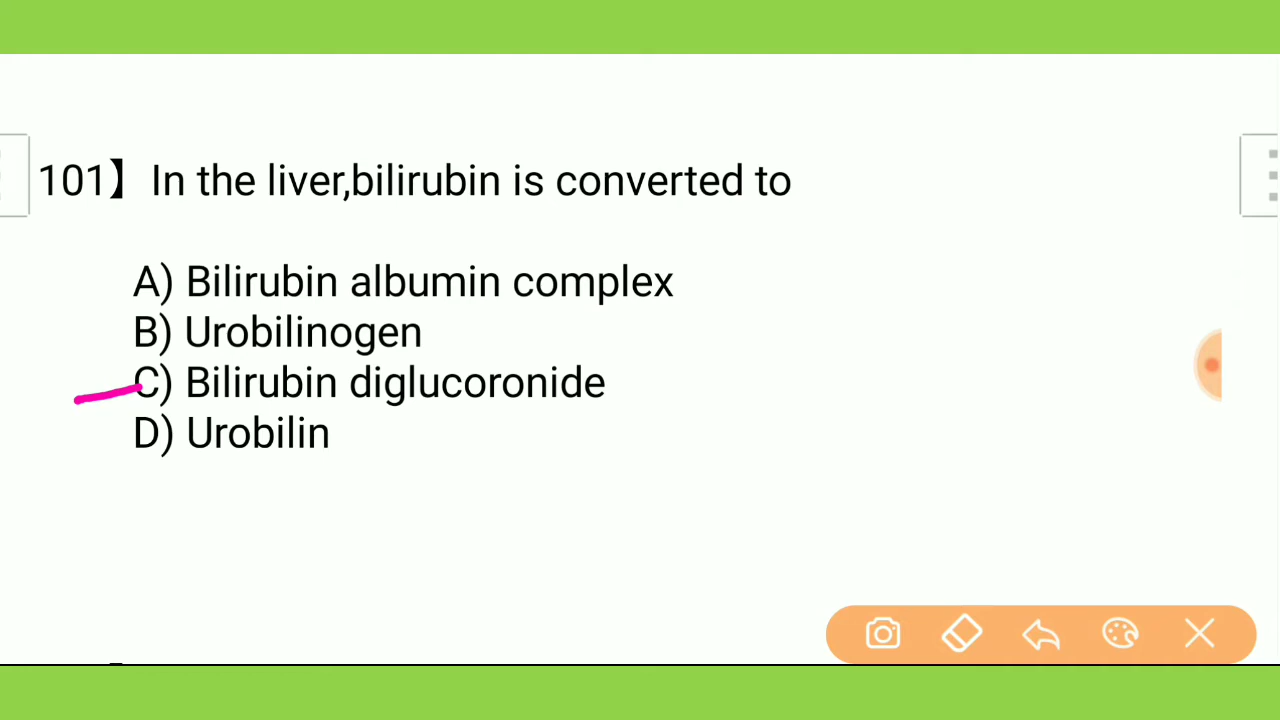 101】 In the liver,bilirubin is converted to
A) Bilirubin albumin complex
B) Urobilinogen
C) Bilirubin diglucoronide
D) Urobilin